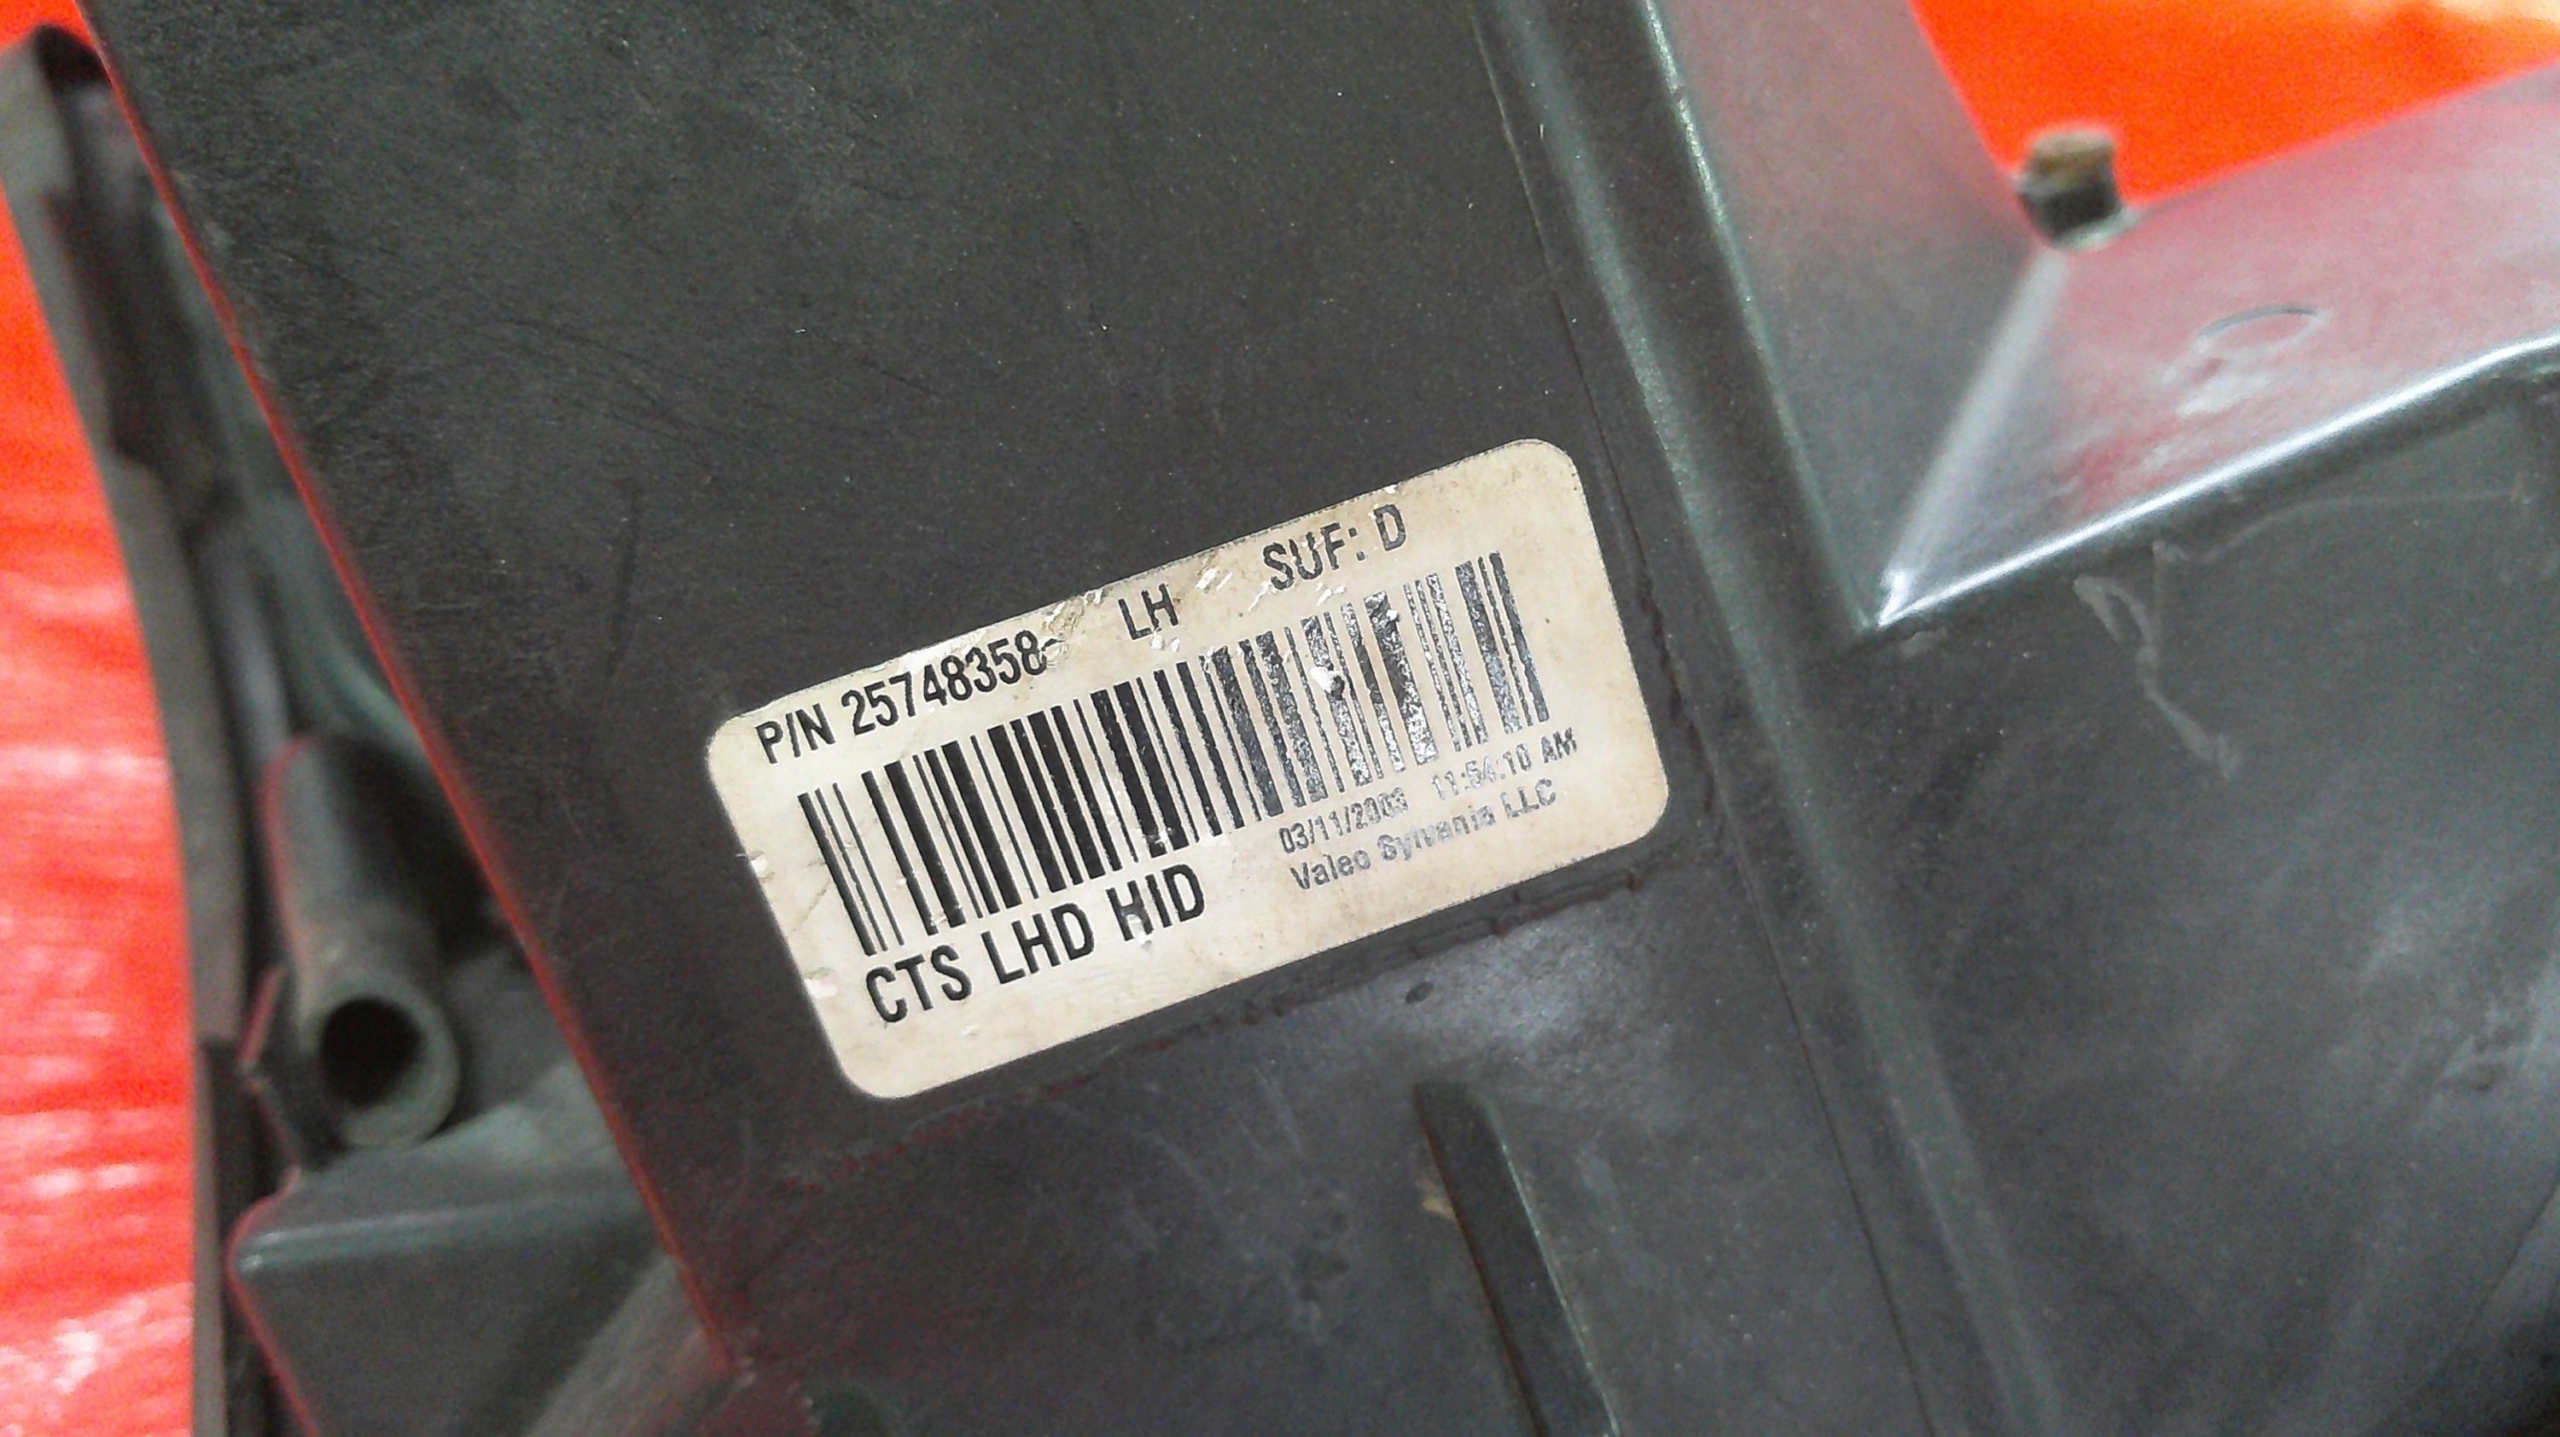 P/N 25748358 LH SUF: D
03/11/2003 11:54:10 AM
CTS LHD HID Valeo Sylvania LLC